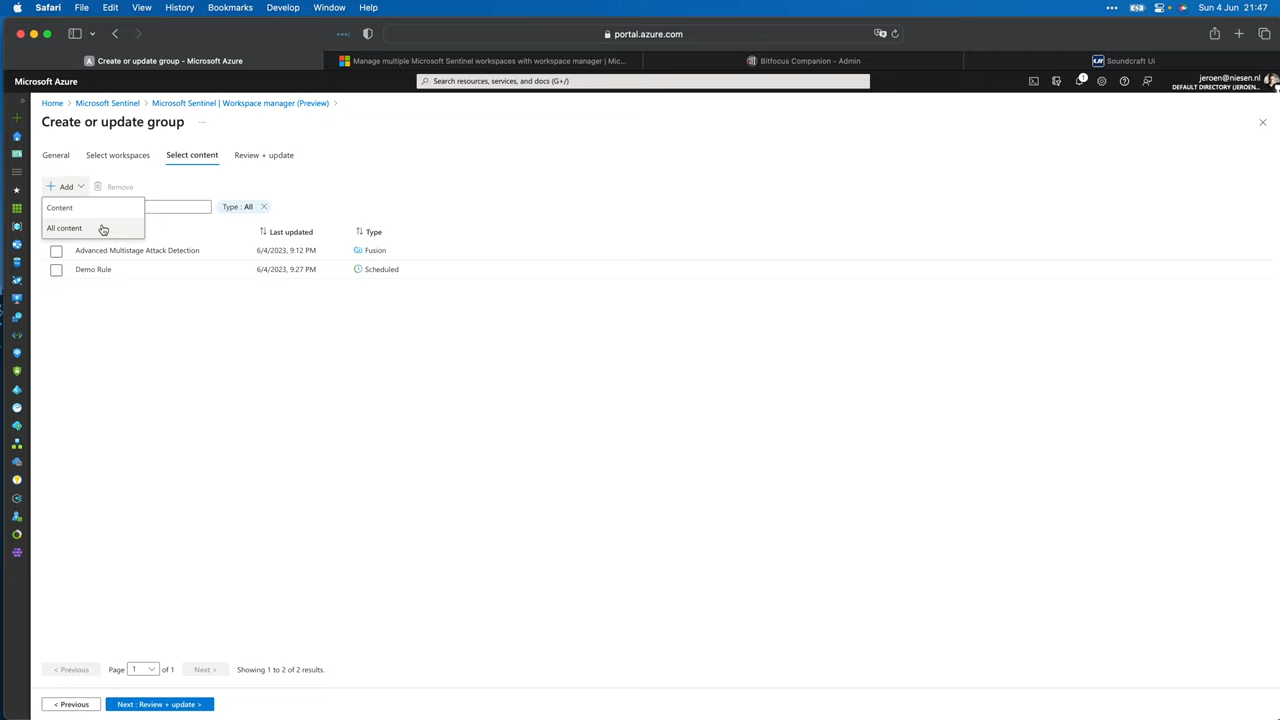 Safari File Edit View History Bookmarks Develop Window Help Sun 4 Jun 21:47
portal.azure.com
Create or update group - Microsoft Azure Manage multiple Microsoft Sentinel workspaces with workspace manager | Mic... Bitfocus Companion - Admin Soundcraft Ui
Microsoft Azure Search resources, services, and docs (G+/) 1 jeroen@niesen.nl
DEFAULT DIRECTORY (JEROEN...
Home > Microsoft Sentinel > Microsoft Sentinel | Workspace manager (Preview) >
Create or update group ...
General Select workspaces Select content Review + update
+ Add Remove
Content Type : All
All content Last updated Type
Advanced Multistage Attack Detection 6/4/2023, 9:12 PM Fusion
Demo Rule 6/4/2023, 9:27 PM Scheduled
< Previous Page 1 of 1 Next > Showing 1 to 2 of 2 results.
< Previous Next : Review + update >